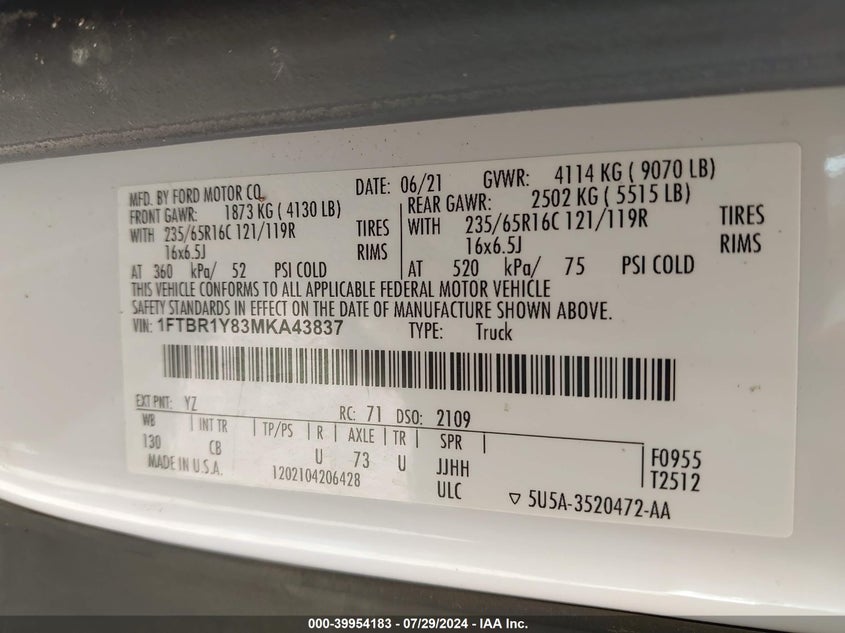 MFD. BY FORD MOTOR CO. DATE: 06/21 GVWR: 4114 KG ( 9070 LB)
FRONT GAWR: 1873 KG ( 4130 LB) REAR GAWR: 2502 KG ( 5515 LB)
WITH 235/65R16C 121/119R TIRES WITH 235/65R16C 121/119R TIRES
16x6.5J RIMS 16x6.5J RIMS
AT 360 kPa/ 52 PSI COLD AT 520 kPa/ 75 PSI COLD
THIS VEHICLE CONFORMS TO ALL APPLICABLE FEDERAL MOTOR VEHICLE
SAFETY STANDARDS IN EFFECT ON THE DATE OF MANUFACTURE SHOWN ABOVE.
VIN: 1FTBR1Y83MKA43837 TYPE: Truck
EXT PNT: YZ RC: 71 DSO: 2109
WB INT TR TP/PS R AXLE TR SPR
130 CB U 73 U JJHH F0955
MADE IN U.S.A. 1202104206428 ULC T2512
▽ 5U5A-3520472-AA
000-39954183 - 07/29/2024 - IAA Inc.